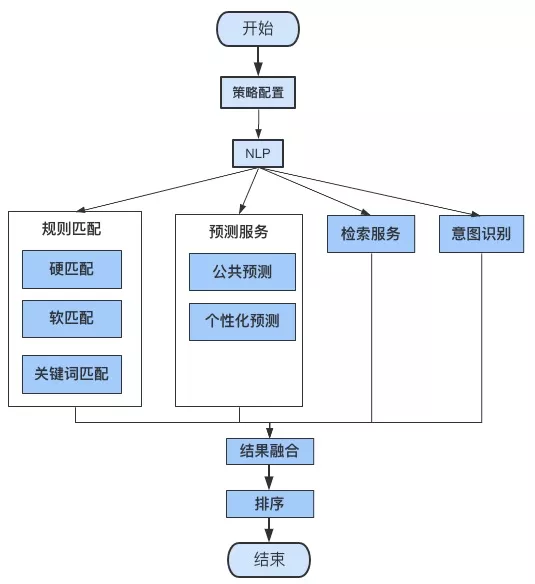 开始
策略配置
NLP
规则匹配
硬匹配
软匹配
关键词匹配
预测服务
公共预测
个性化预测
检索服务
意图识别
结果融合
排序
结束